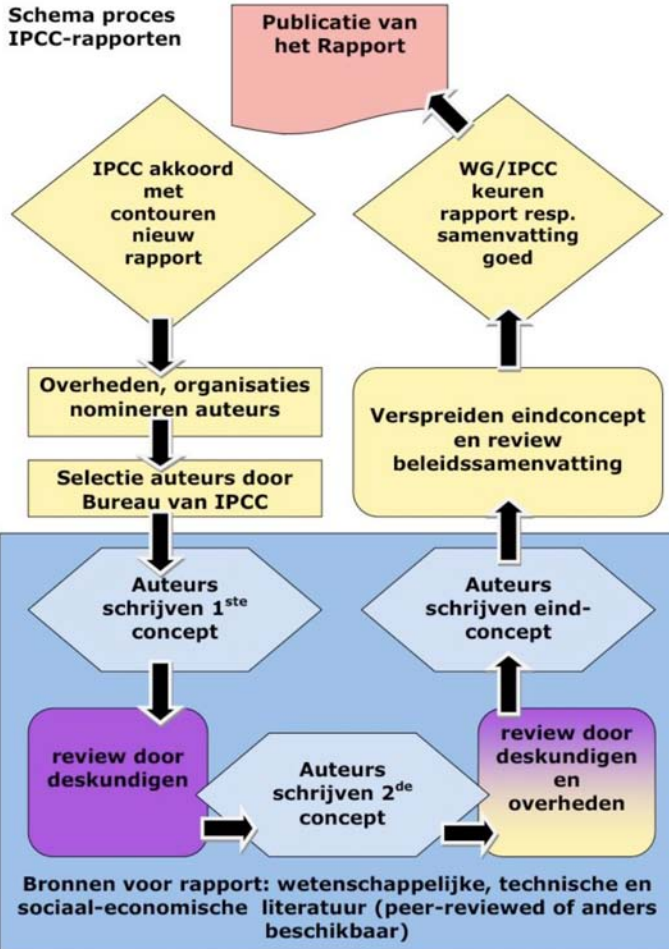 Schema proces
IPCC-rapporten
Publicatie van
het Rapport
IPCC akkoord
met
contouren
nieuw
rapport
Overheden, organisaties
nomineren auteurs
Selectie auteurs door
Bureau van IPCC
Auteurs
schrijven 1ste
concept
review door
deskundigen
Auteurs
schrijven 2de
concept
review door
deskundigen
en
overheden
Auteurs
schrijven eind-
concept
Verspreiden eindconcept
en review
beleidssamenvatting
WG/IPCC
keuren
rapport resp.
samenvatting
goed
Bronnen voor rapport: wetenschappelijke, technische en
sociaal-economische literatuur (peer-reviewed of anders
beschikbaar)